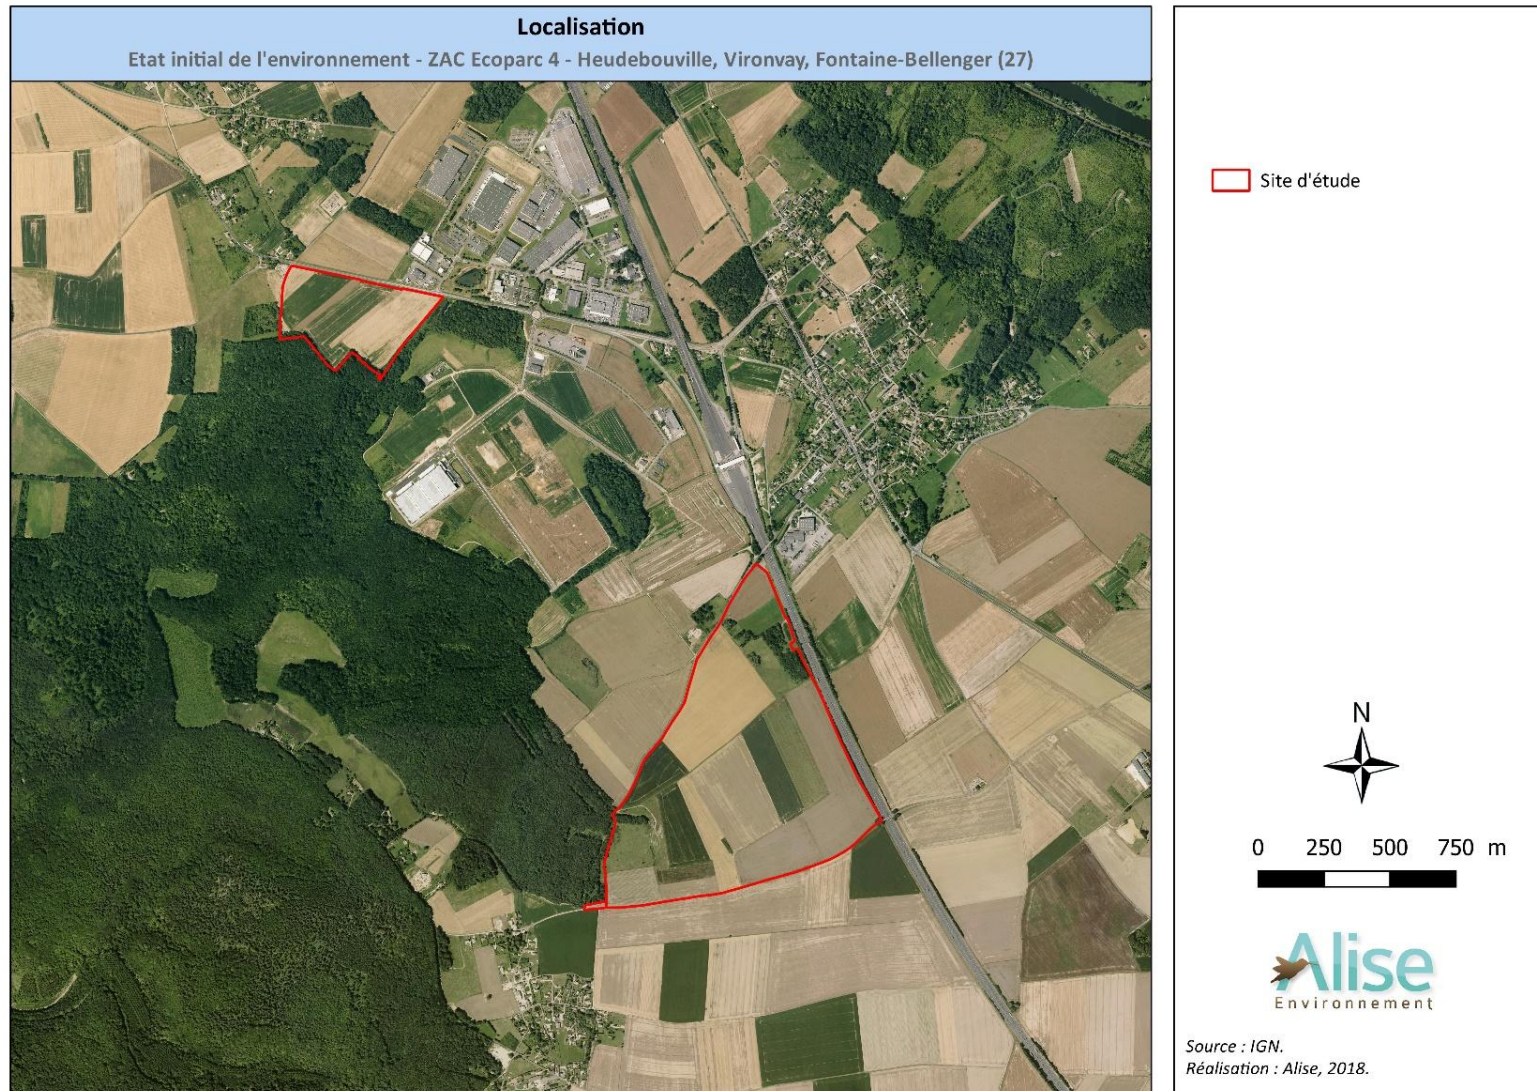 Localisation
Etat initial de l'environnement - ZAC Ecoparc 4 - Heudebouville, Vironvay, Fontaine-Bellenger (27)
Site d'étude
N
0 250 500 750 m
Alise
Environnement
Source : IGN.
Réalisation : Alise, 2018.